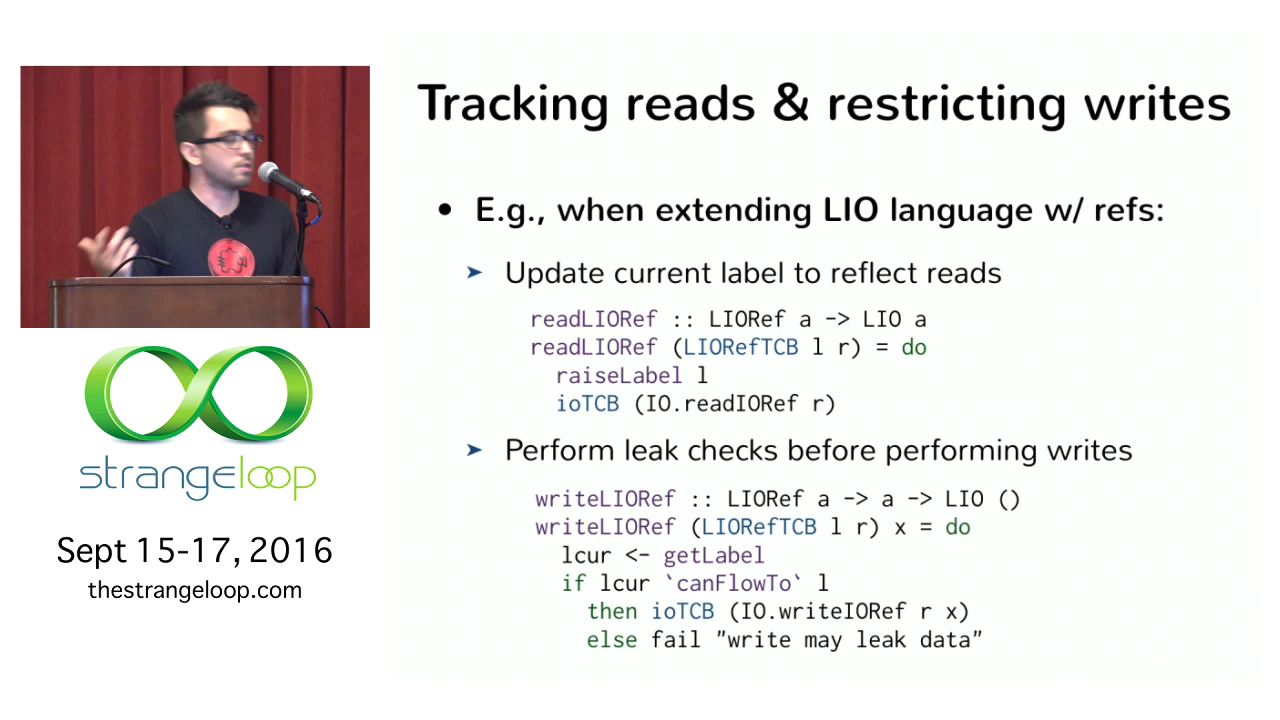 Tracking reads & restricting writes
• E.g., when extending LIO language w/ refs:
➤ Update current label to reflect reads
readLIORef :: LIORef a -> LIO a
readLIORef (LIORefTCB l r) = do
raiseLabel l
ioTCB (IO.readIORef r)
➤ Perform leak checks before performing writes
writeLIORef :: LIORef a -> a -> LIO ()
writeLIORef (LIORefTCB l r) x = do
lcur <- getLabel
if lcur `canFlowTo` l
then ioTCB (IO.writeIORef r x)
else fail "write may leak data"
strangeloop
Sept 15-17, 2016
thestrangeloop.com